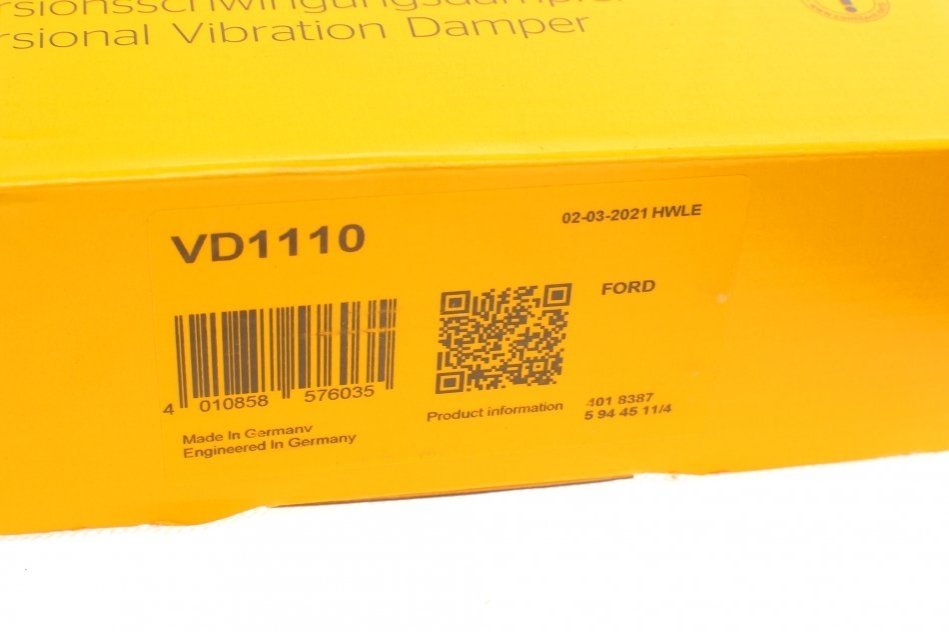 rsionsschwingungsdämpfer
rsional Vibration Damper
VD1110
02-03-2021 HWLE
FORD
4 010858 576035
Product information
401 8387
5 94 45 11/4
Made In Germany
Engineered In Germany